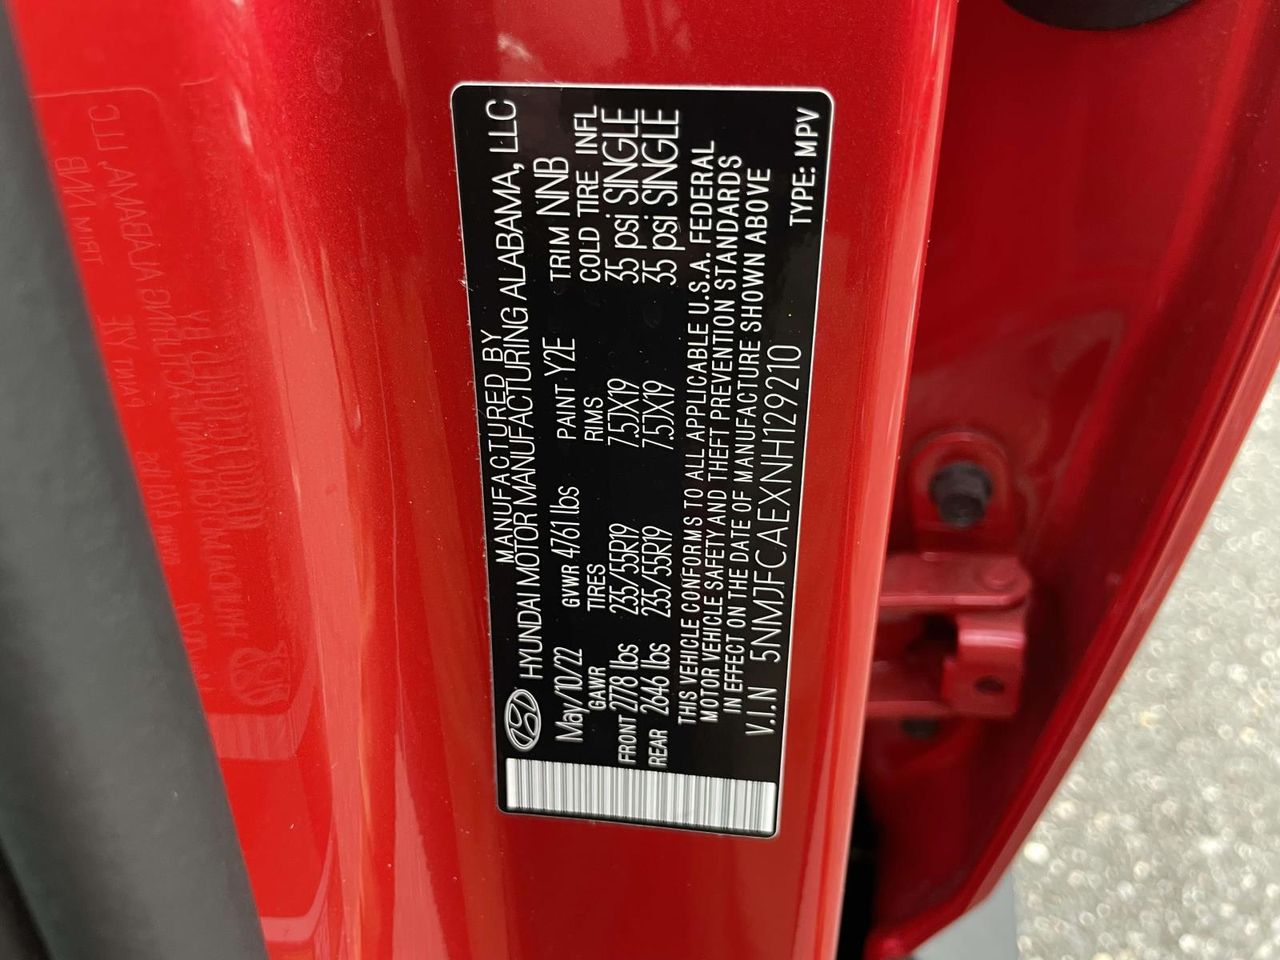 MANUFACTURED BY
HYUNDAI MOTOR MANUFACTURING ALABAMA, LLC
May/10/22 GVWR 4761 lbs PAINT Y2E TRIM NNB
GAWR TIRES RIMS COLD TIRE INFL
FRONT 2778 lbs 235/55R19 7.5JX19 35 psi SINGLE
REAR 2646 lbs 235/55R19 7.5JX19 35 psi SINGLE
THIS VEHICLE CONFORMS TO ALL APPLICABLE U.S.A. FEDERAL
MOTOR VEHICLE SAFETY AND THEFT PREVENTION STANDARDS
IN EFFECT ON THE DATE OF MANUFACTURE SHOWN ABOVE
V.I.N 5NMJFCAEXNH129210 TYPE: MPV